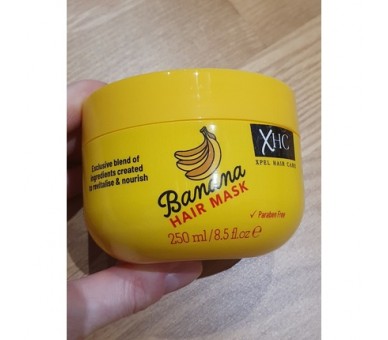 Exclusive blend of
ingredients created
to revitalise & nourish
XHC
XPEL HAIR CARE
Banana
HAIR MASK
✓ Paraben Free
250 ml/8.5 fl.oz ℮